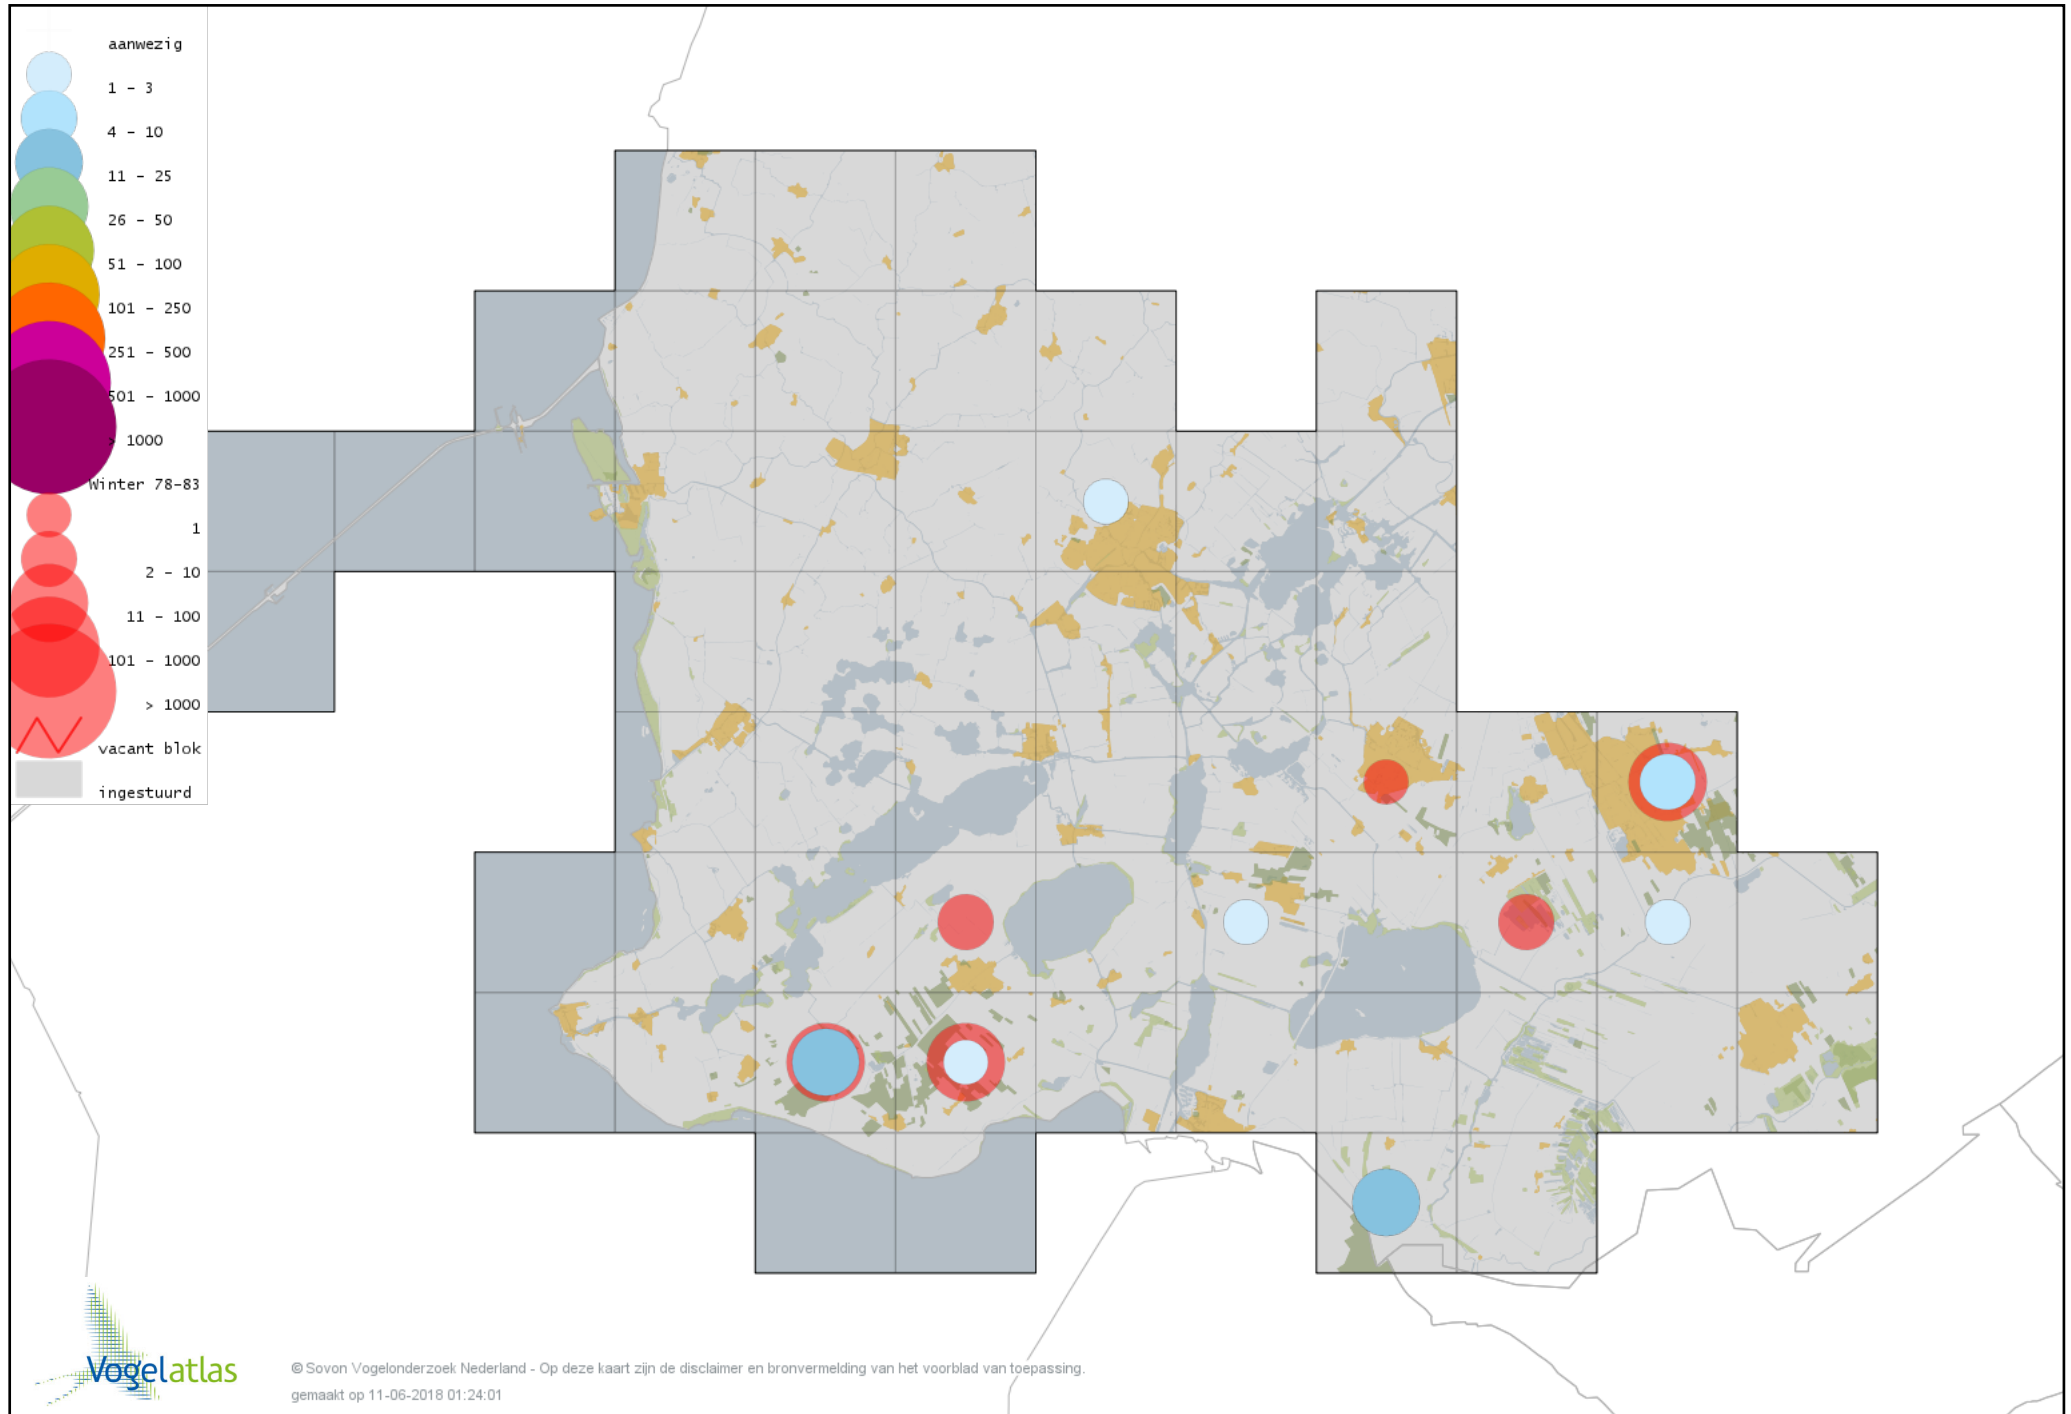 aanwezig
1 - 3
4 - 10
11 - 25
26 - 50
51 - 100
101 - 250
251 - 500
501 - 1000
> 1000
Winter 78-83
1
2 - 10
11 - 100
101 - 1000
> 1000
vacant blok
ingestuurd
Vogelatlas
© Sovon Vogelonderzoek Nederland - Op deze kaart zijn de disclaimer en bronvermelding van het voorblad van toepassing.
gemaakt op 11-06-2018 01:24:01